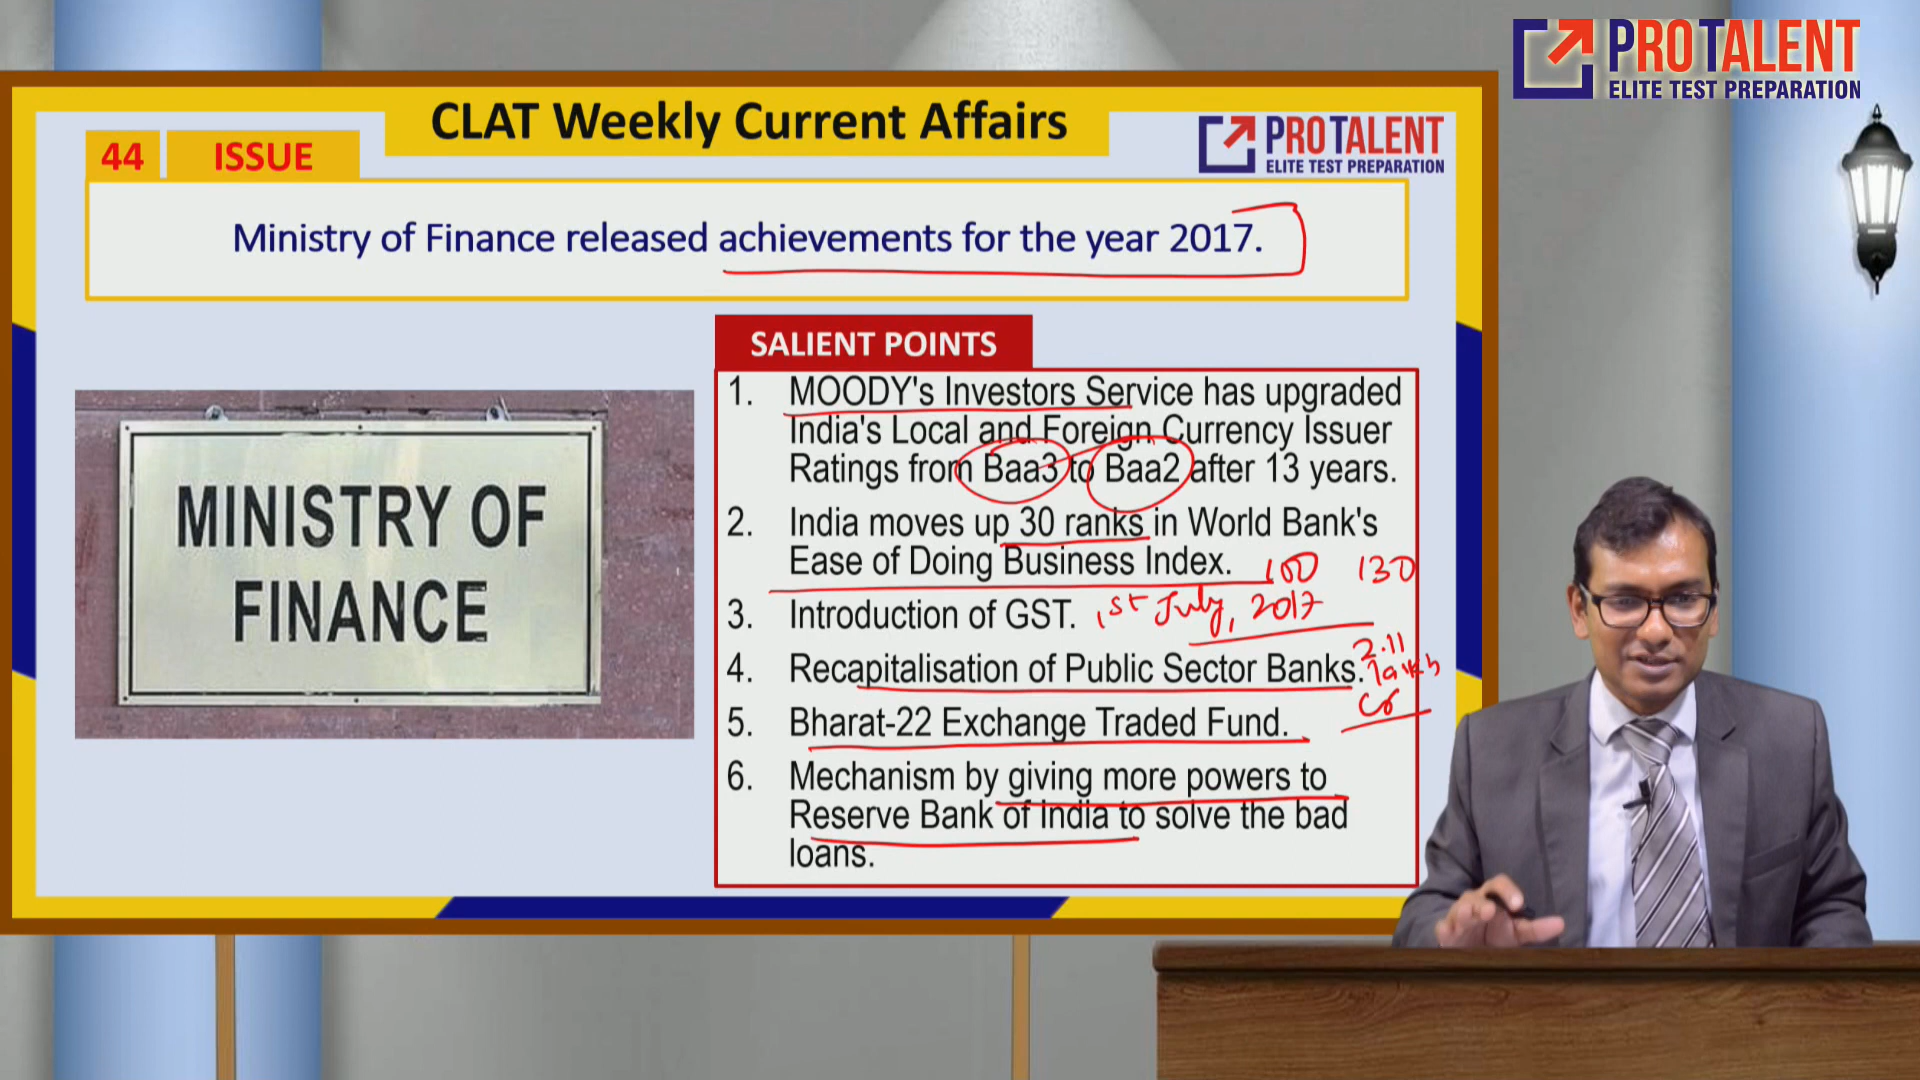 PROTALENT
ELITE TEST PREPARATION
CLAT Weekly Current Affairs
44 ISSUE
PROTALENT
ELITE TEST PREPARATION
Ministry of Finance released achievements for the year 2017.
MINISTRY OF
FINANCE
SALIENT POINTS
1. MOODY's Investors Service has upgraded
India's Local and Foreign Currency Issuer
Ratings from Baa3 to Baa2 after 13 years.
2. India moves up 30 ranks in World Bank's
Ease of Doing Business Index. 100 130
3. Introduction of GST. 1st July, 2017
4. Recapitalisation of Public Sector Banks. 2.11
lakh
Cr
5. Bharat-22 Exchange Traded Fund.
6. Mechanism by giving more powers to
Reserve Bank of India to solve the bad
loans.